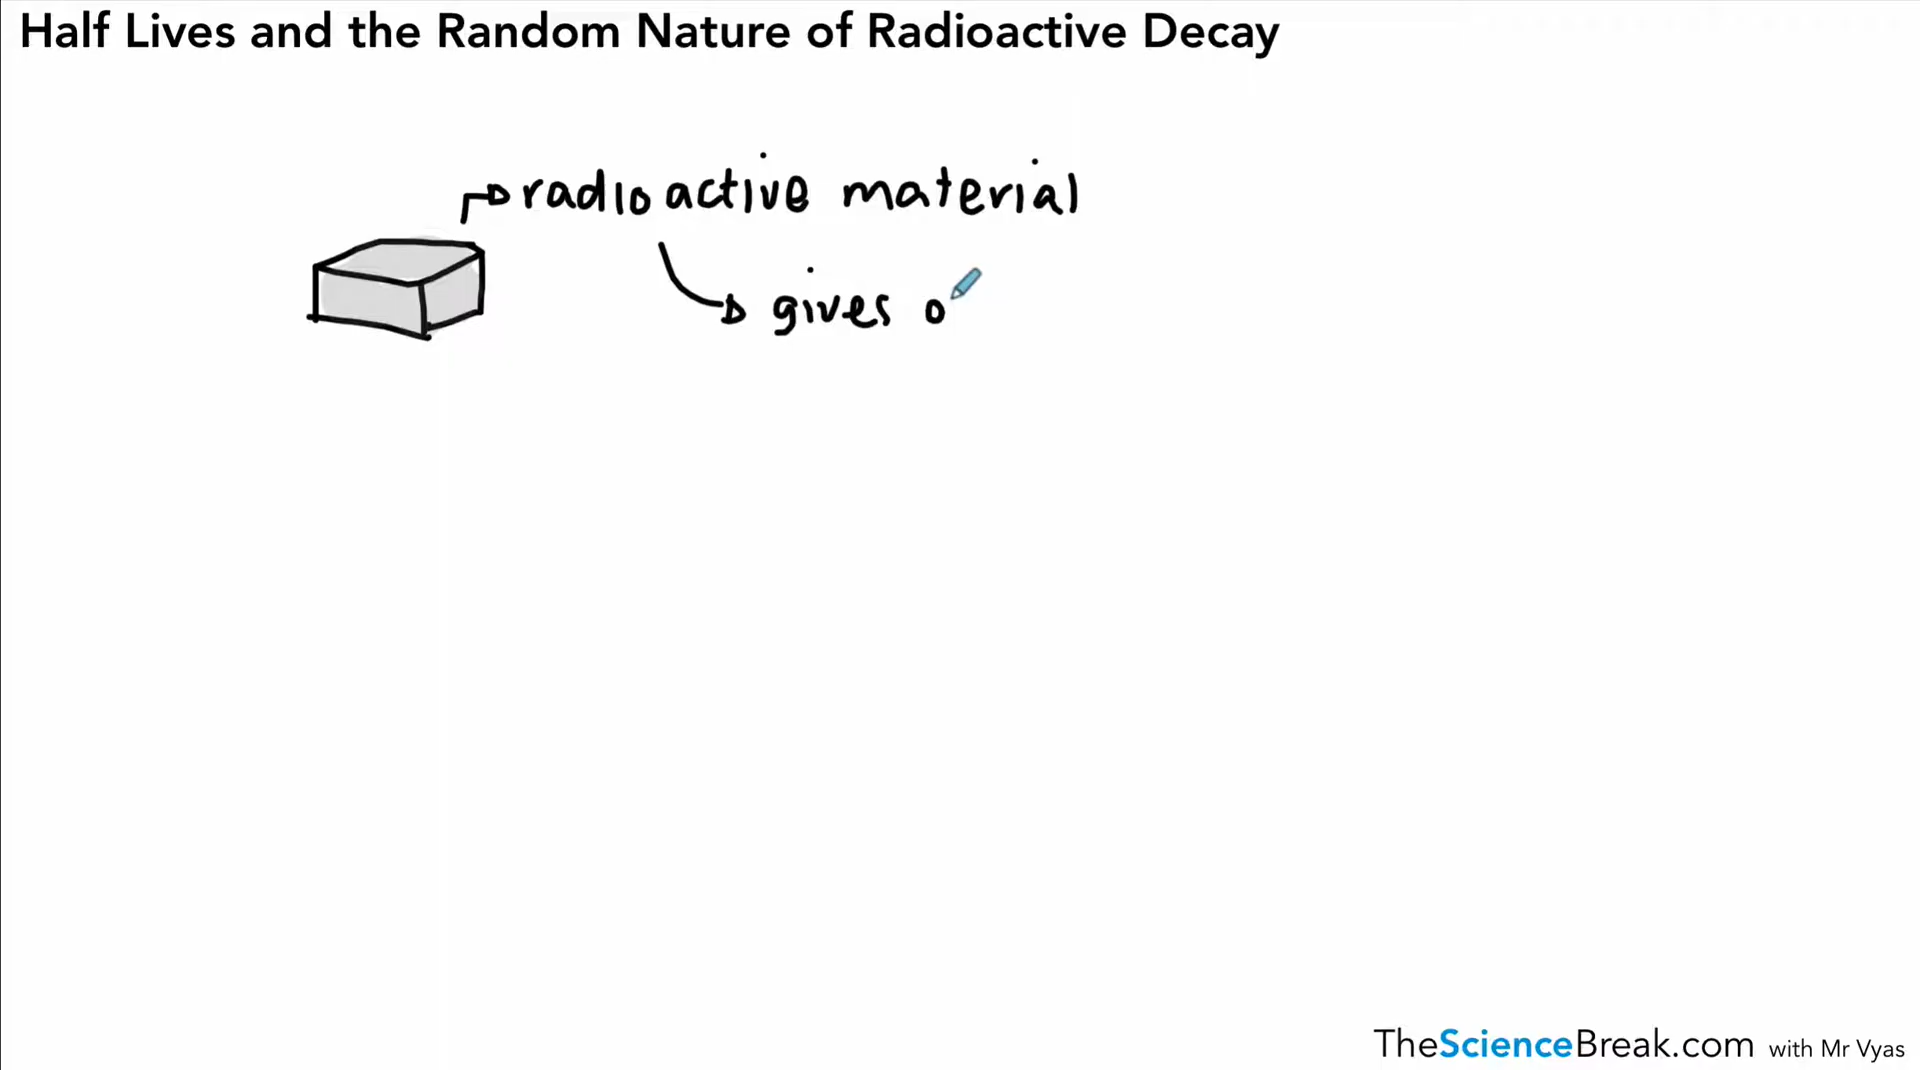 Half Lives and the Random Nature of Radioactive Decay
radioactive material
gives o
TheScienceBreak.com with Mr Vyas